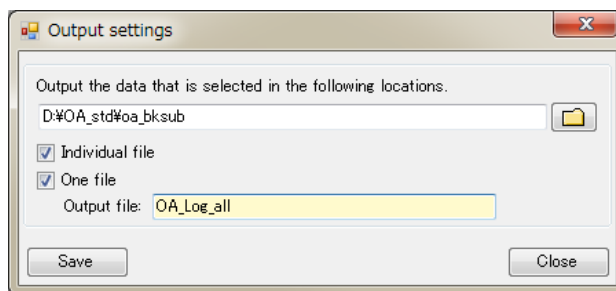 Output settings
Output the data that is selected in the following locations.
D:¥OA_std¥oa_bksub
Individual file
One file
Output file: OA_Log_all
Save Close